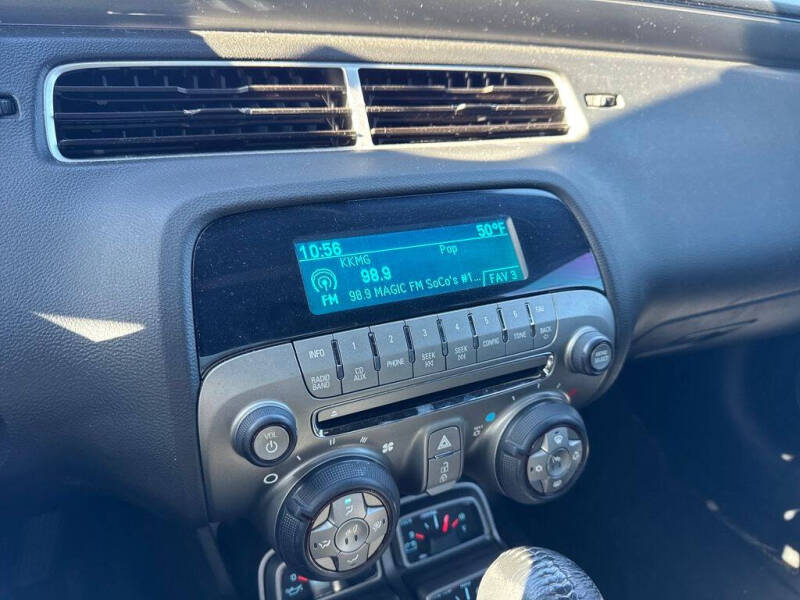 10:56
50°F
KKMG
Pop
98.9
FM
98.9 MAGIC FM SoCo's #1...
FAV 3
INFO 1 2 3 4 5 6 FAV
RADIO BAND
CD AUX
PHONE
SEEK
SEEK
CONFIG
TONE
BACK
VOL